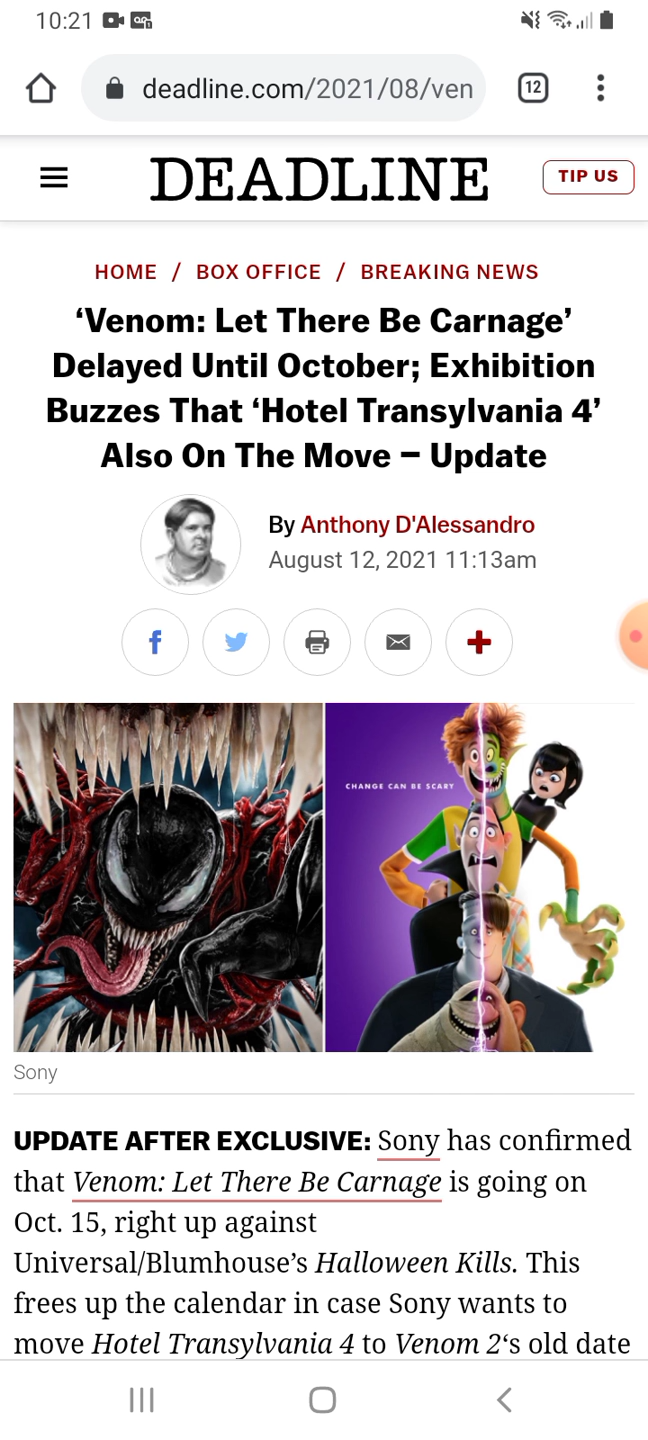 10:21
deadline.com/2021/08/ven
12
DEADLINE
TIP US
HOME / BOX OFFICE / BREAKING NEWS
‘Venom: Let There Be Carnage’
Delayed Until October; Exhibition
Buzzes That ‘Hotel Transylvania 4’
Also On The Move – Update
By Anthony D'Alessandro
August 12, 2021 11:13am
CHANGE CAN BE SCARY
Sony
UPDATE AFTER EXCLUSIVE: Sony has confirmed
that Venom: Let There Be Carnage is going on
Oct. 15, right up against
Universal/Blumhouse’s Halloween Kills. This
frees up the calendar in case Sony wants to
move Hotel Transylvania 4 to Venom 2‘s old date